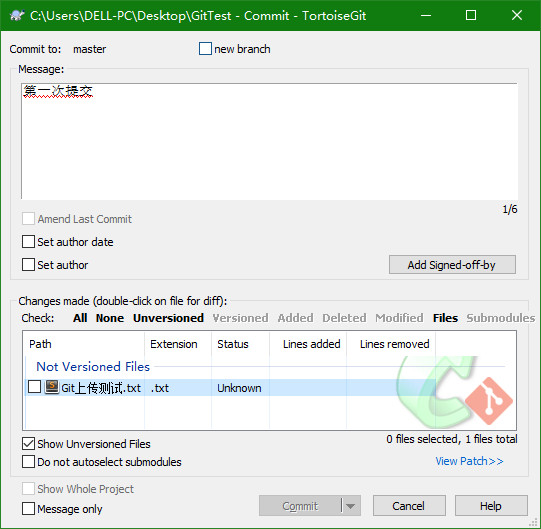 C:\Users\DELL-PC\Desktop\GitTest - Commit - TortoiseGit
Commit to: master new branch
Message:
第一次提交
1/6
Amend Last Commit
Set author date
Set author Add Signed-off-by
Changes made (double-click on file for diff):
Check: All None Unversioned Versioned Added Deleted Modified Files Submodules
Path Extension Status Lines added Lines removed
Not Versioned Files
Git上传测试.txt .txt Unknown
Show Unversioned Files 0 files selected, 1 files total
Do not autoselect submodules View Patch>>
Show Whole Project
Message only Commit Cancel Help